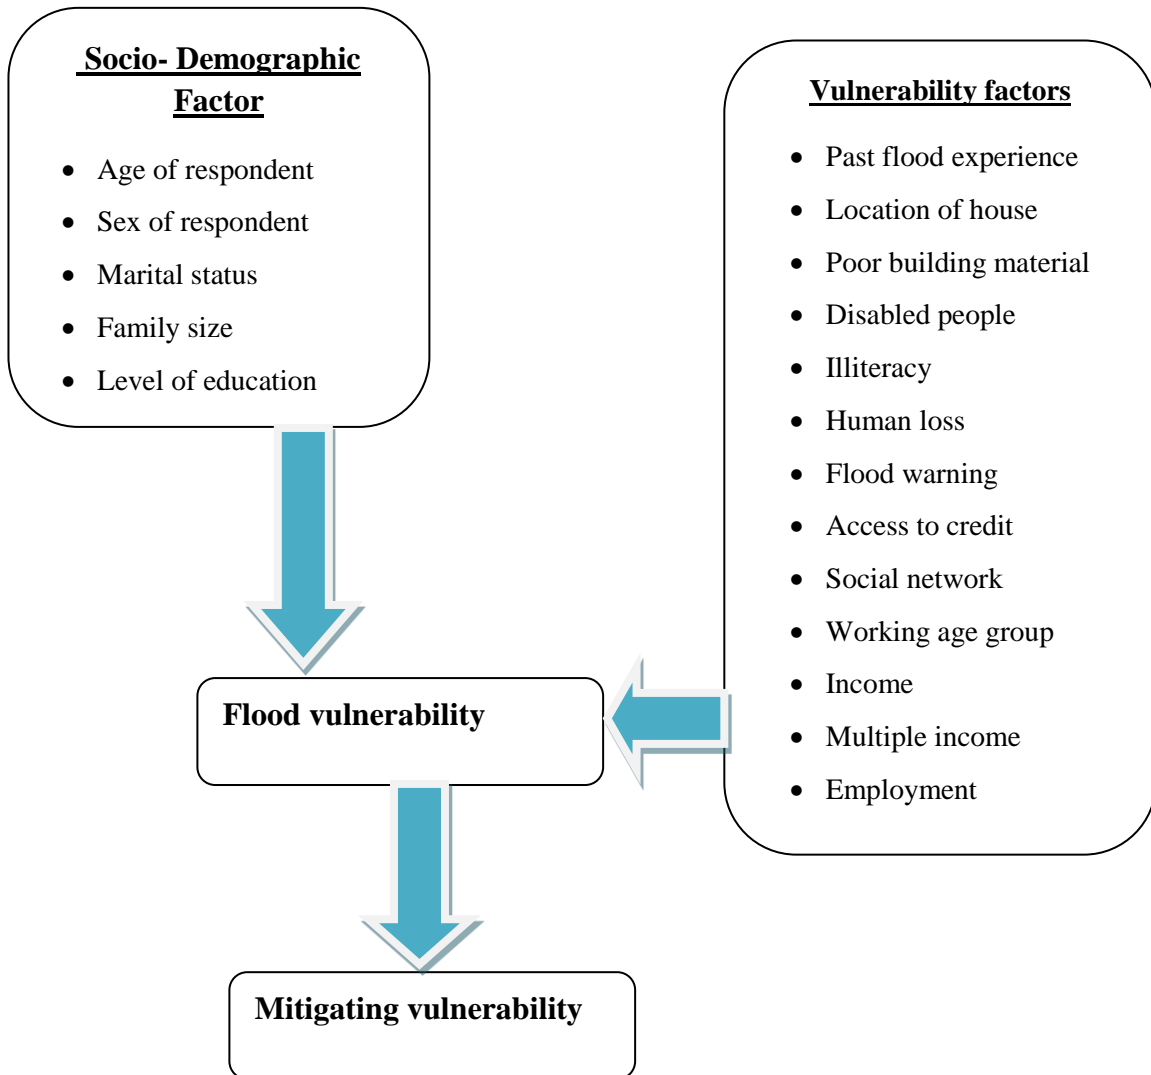 Socio- Demographic
Factor
• Age of respondent
• Sex of respondent
• Marital status
• Family size
• Level of education
Vulnerability factors
• Past flood experience
• Location of house
• Poor building material
• Disabled people
• Illiteracy
• Human loss
• Flood warning
• Access to credit
• Social network
• Working age group
• Income
• Multiple income
• Employment
Flood vulnerability
Mitigating vulnerability